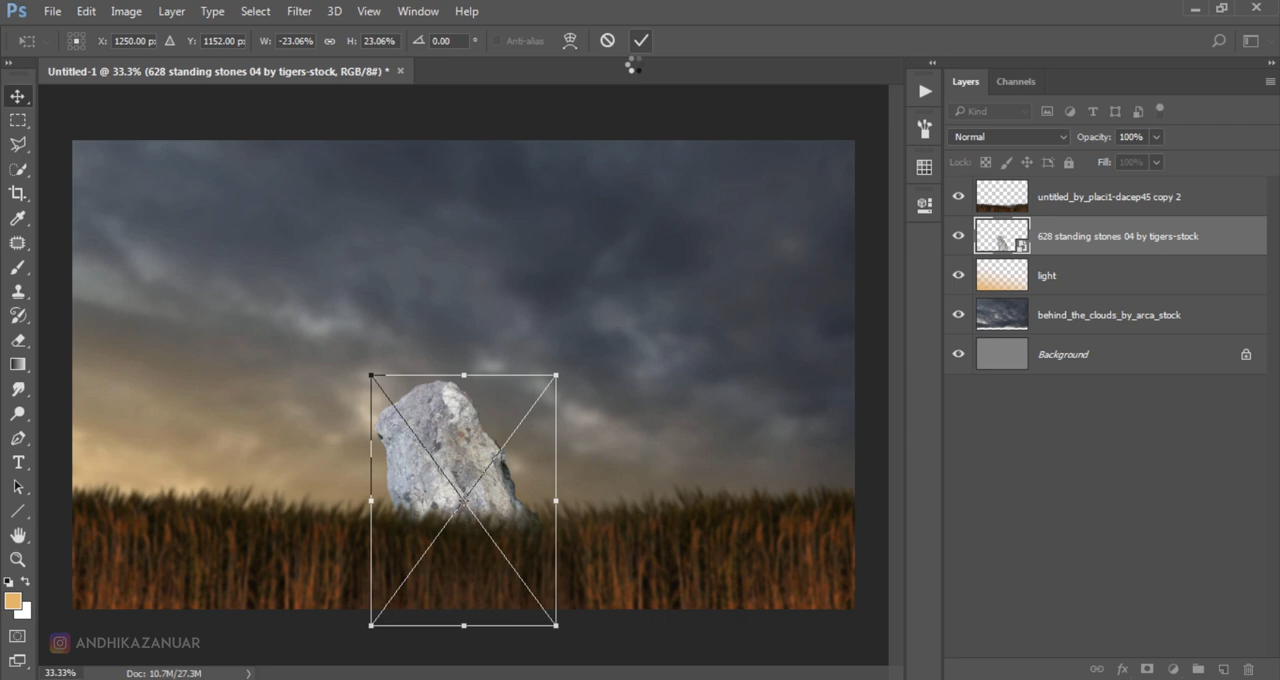 Ps File Edit Image Layer Type Select Filter 3D View Window Help
X: 1250.00 p: Y: 1152.00 p: W: -23.06% H: 23.06% 0.00 ° Anti-alias
Untitled-1 @ 33.3% (628 standing stones 04 by tigers-stock, RGB/8#) * ×
Layers Channels
Kind
Normal Opacity: 100%
Lock: Fill: 100%
untitled_by_placi1-dacep45 copy 2
628 standing stones 04 by tigers-stock
light
behind_the_clouds_by_arca_stock
Background
ANDHIKAZANUAR
33.33% Doc: 10.7M/27.3M